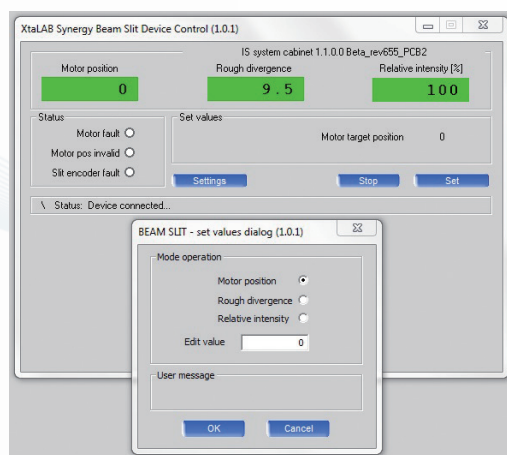 XtaLAB Synergy Beam Slit Device Control (1.0.1)
IS system cabinet 1.1.0.0 Beta_rev655_PCB2
Motor position Rough divergence Relative intensity [%]
0 9.5 100
Status Set values
Motor fault
Motor target position 0
Motor pos invalid
Slit encoder fault
Settings Stop Set
\ Status: Device connected...
BEAM SLIT - set values dialog (1.0.1)
Mode operation
Motor position
Rough divergence
Relative intensity
Edit value 0
User message
OK Cancel